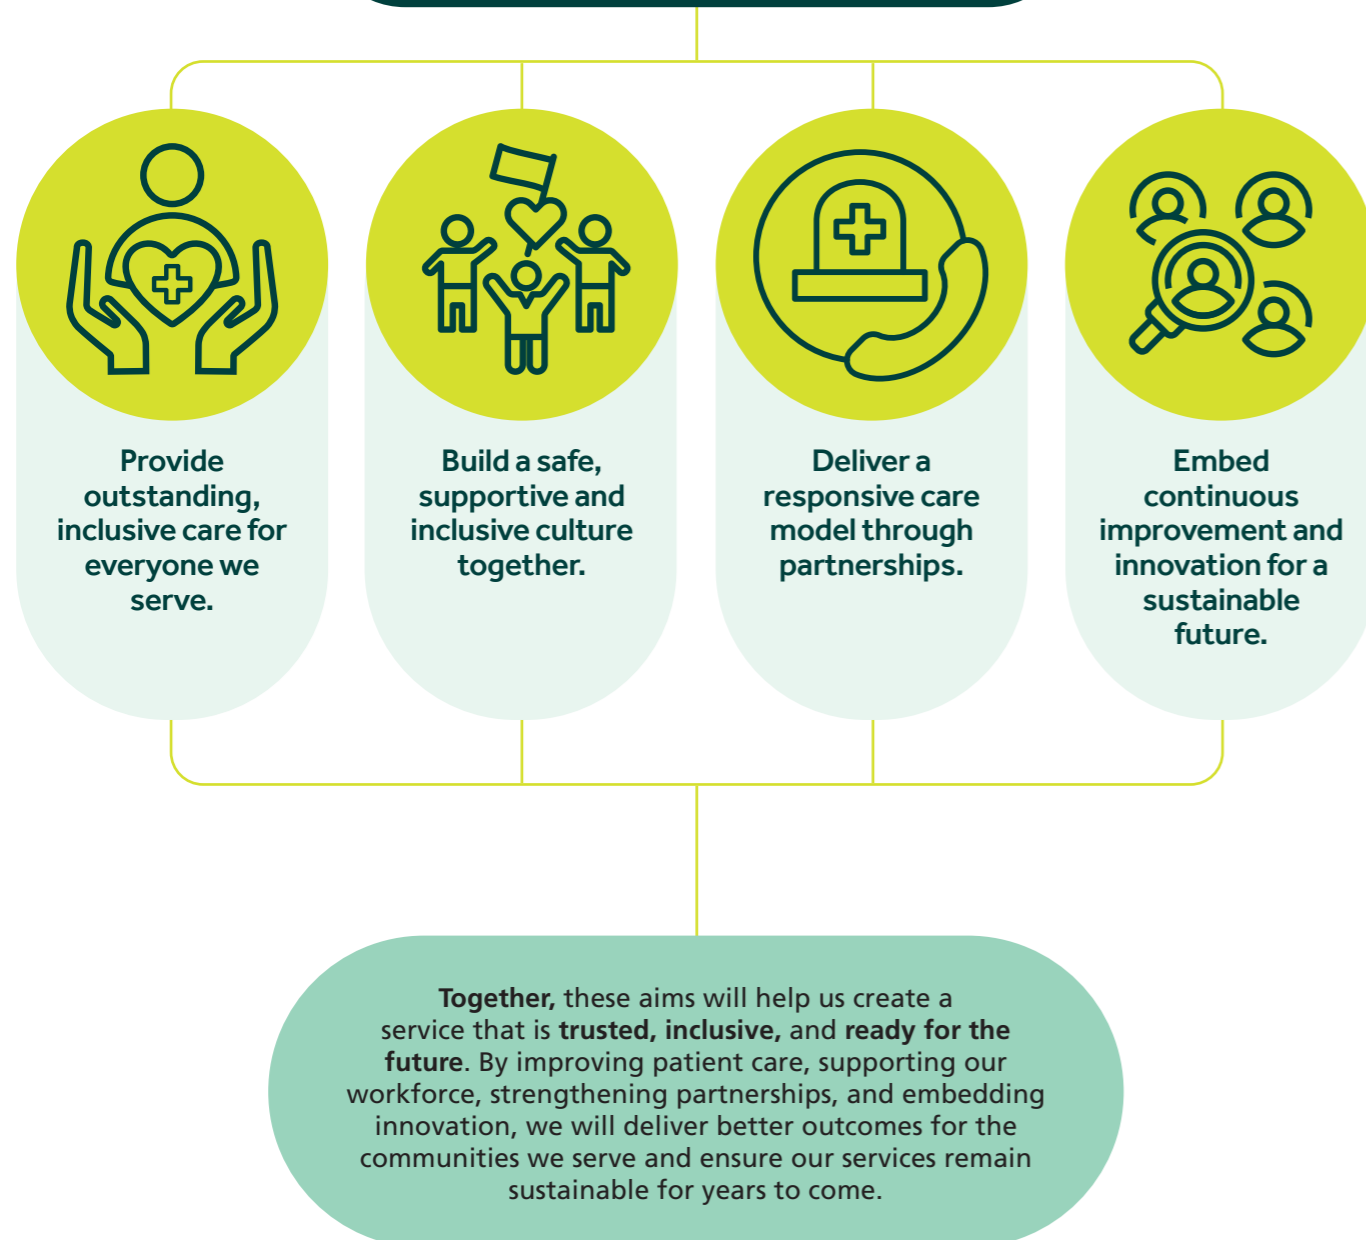 Provide
outstanding,
inclusive care for
everyone we
serve.
Build a safe,
supportive and
inclusive culture
together.
Deliver a
responsive care
model through
partnerships.
Embed
continuous
improvement and
innovation for a
sustainable
future.
Together, these aims will help us create a
service that is trusted, inclusive, and ready for the
future. By improving patient care, supporting our
workforce, strengthening partnerships, and embedding
innovation, we will deliver better outcomes for the
communities we serve and ensure our services remain
sustainable for years to come.